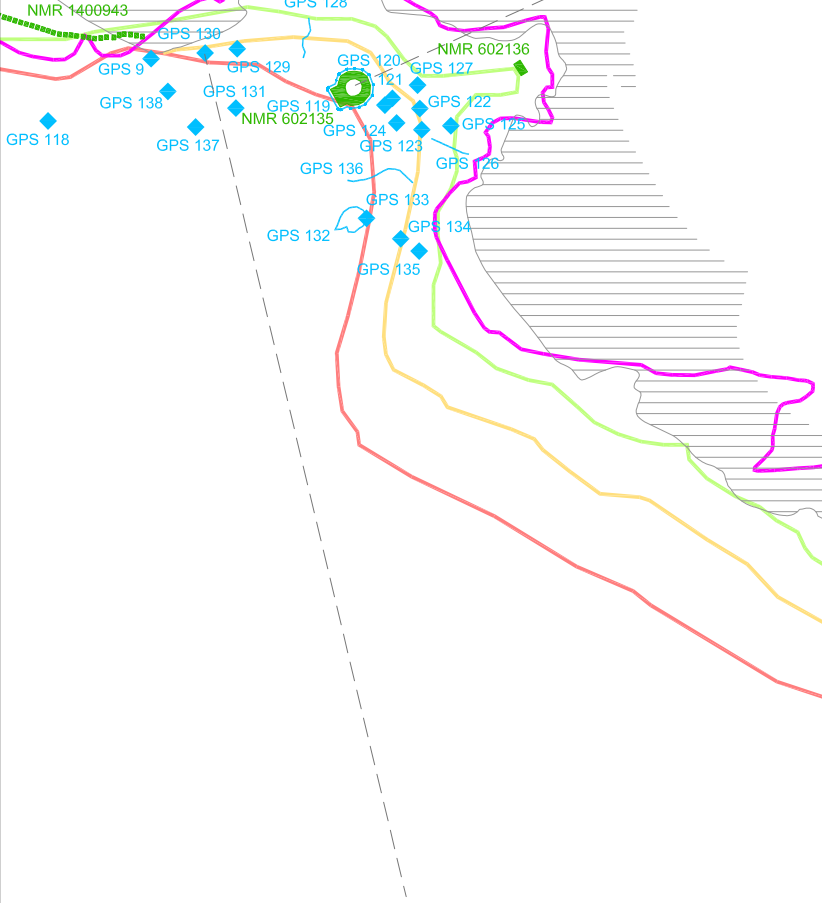 GPS 128
NMR 1400943
GPS 130
NMR 602136
GPS 9
GPS 129
GPS 120
GPS 127
121
GPS 138
GPS 131
GPS 119
GPS 122
NMR 602135
GPS 125
GPS 118
GPS 137
GPS 124
GPS 123
GPS 126
GPS 136
GPS 133
GPS 132
GPS 134
GPS 135